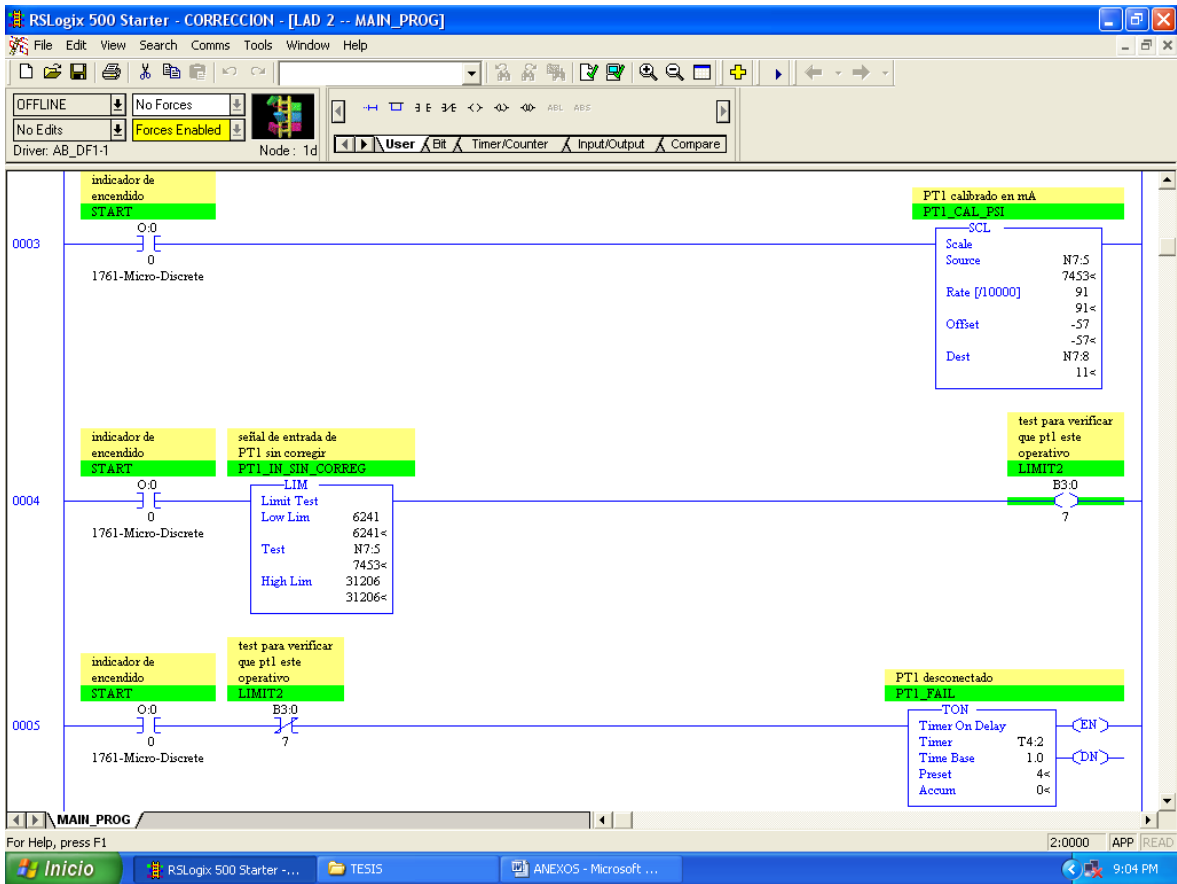 RSLogix 500 Starter - CORRECCION - [LAD 2 -- MAIN_PROG]
File Edit View Search Comms Tools Window Help
OFFLINE No Forces
No Edits Forces Enabled
Driver: AB_DF1-1 Node : 1d
ABL ABS
User Bit Timer/Counter Input/Output Compare
indicador de
encendido
START
O:0
0
1761-Micro-Discrete
0003
PT1 calibrado en mA
PT1_CAL_PSI
SCL
Scale
Source N7:5
7453<
Rate [/10000] 91
91<
Offset -57
-57<
Dest N7:8
11<
indicador de
encendido
START
O:0
0
1761-Micro-Discrete
0004
señal de entrada de
PT1 sin corregir
PT1_IN_SIN_CORREG
LIM
Limit Test
Low Lim 6241
6241<
Test N7:5
7453<
High Lim 31206
31206<
test para verificar
que pt1 este
operativo
LIMIT2
B3:0
7
indicador de
encendido
START
O:0
0
1761-Micro-Discrete
0005
test para verificar
que pt1 este
operativo
LIMIT2
B3:0
7
PT1 desconectado
PT1_FAIL
TON
Timer On Delay
Timer T4:2
Time Base 1.0
Preset 4<
Accum 0<
EN
DN
MAIN_PROG
For Help, press F1
2:0000 APP READ
Inicio RSLogix 500 Starter -... TESIS ANEXOS - Microsoft ... 9:04 PM